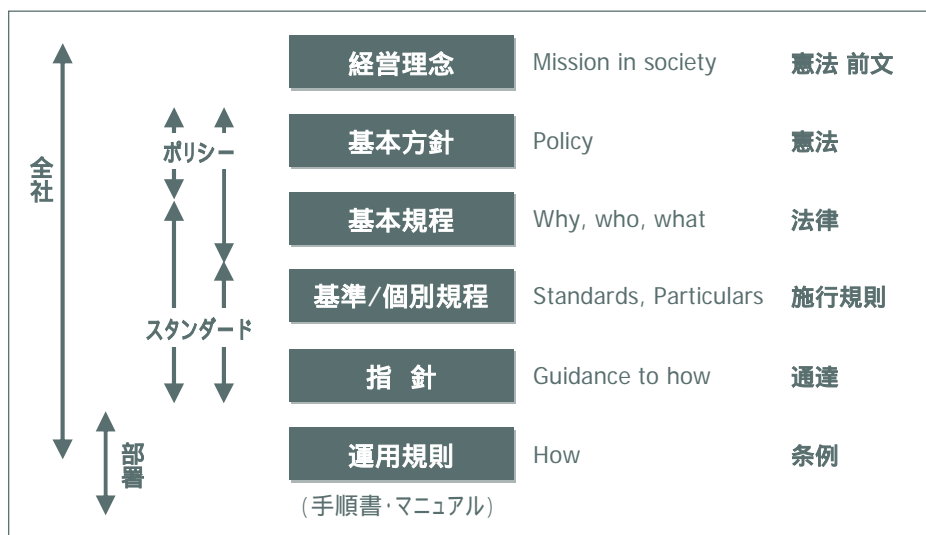 経営理念 Mission in society 憲法 前文
ポリシー 基本方針 Policy 憲法
全社
基本規程 Why, who, what 法律
基準/個別規程 Standards, Particulars 施行規則
スタンダード
指 針 Guidance to how 通達
部署
運用規則 How 条例
(手順書・マニュアル)